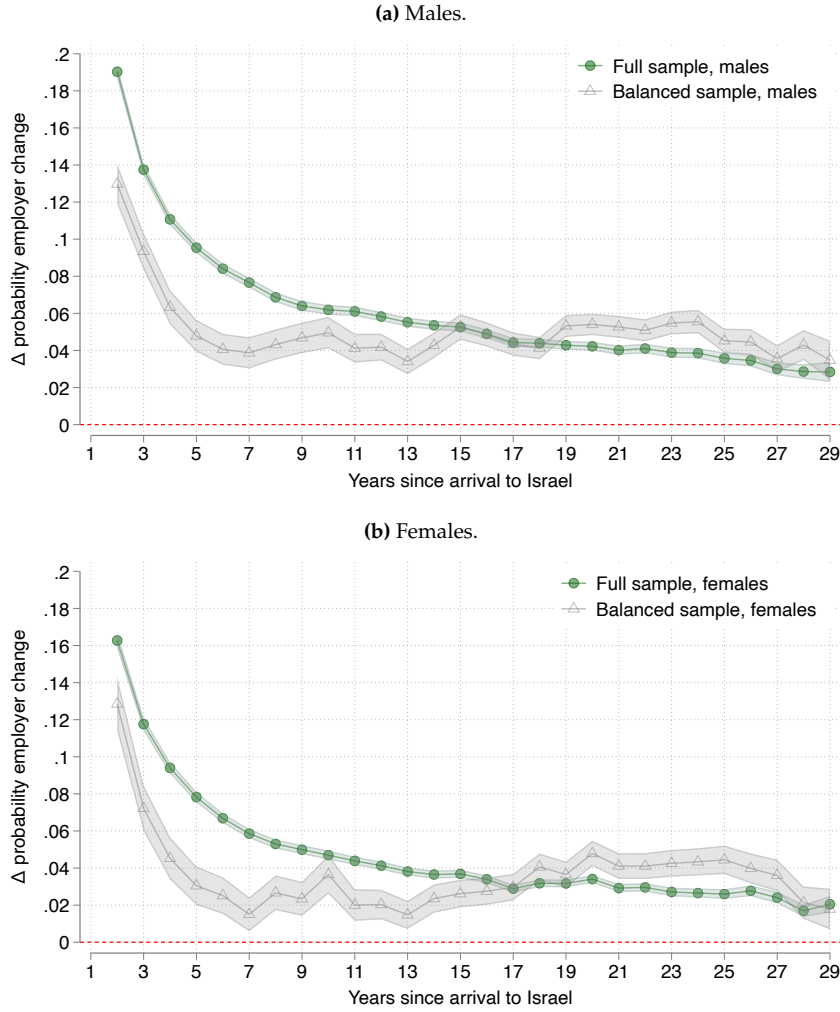 (a) Males.
.2
.18
.16
.14
.12
.1
.08
.06
.04
.02
0
Δ probability employer change
Full sample, males
Balanced sample, males
1 3 5 7 9 11 13 15 17 19 21 23 25 27 29
Years since arrival to Israel
(b) Females.
.2
.18
.16
.14
.12
.1
.08
.06
.04
.02
0
Δ probability employer change
Full sample, females
Balanced sample, females
1 3 5 7 9 11 13 15 17 19 21 23 25 27 29
Years since arrival to Israel